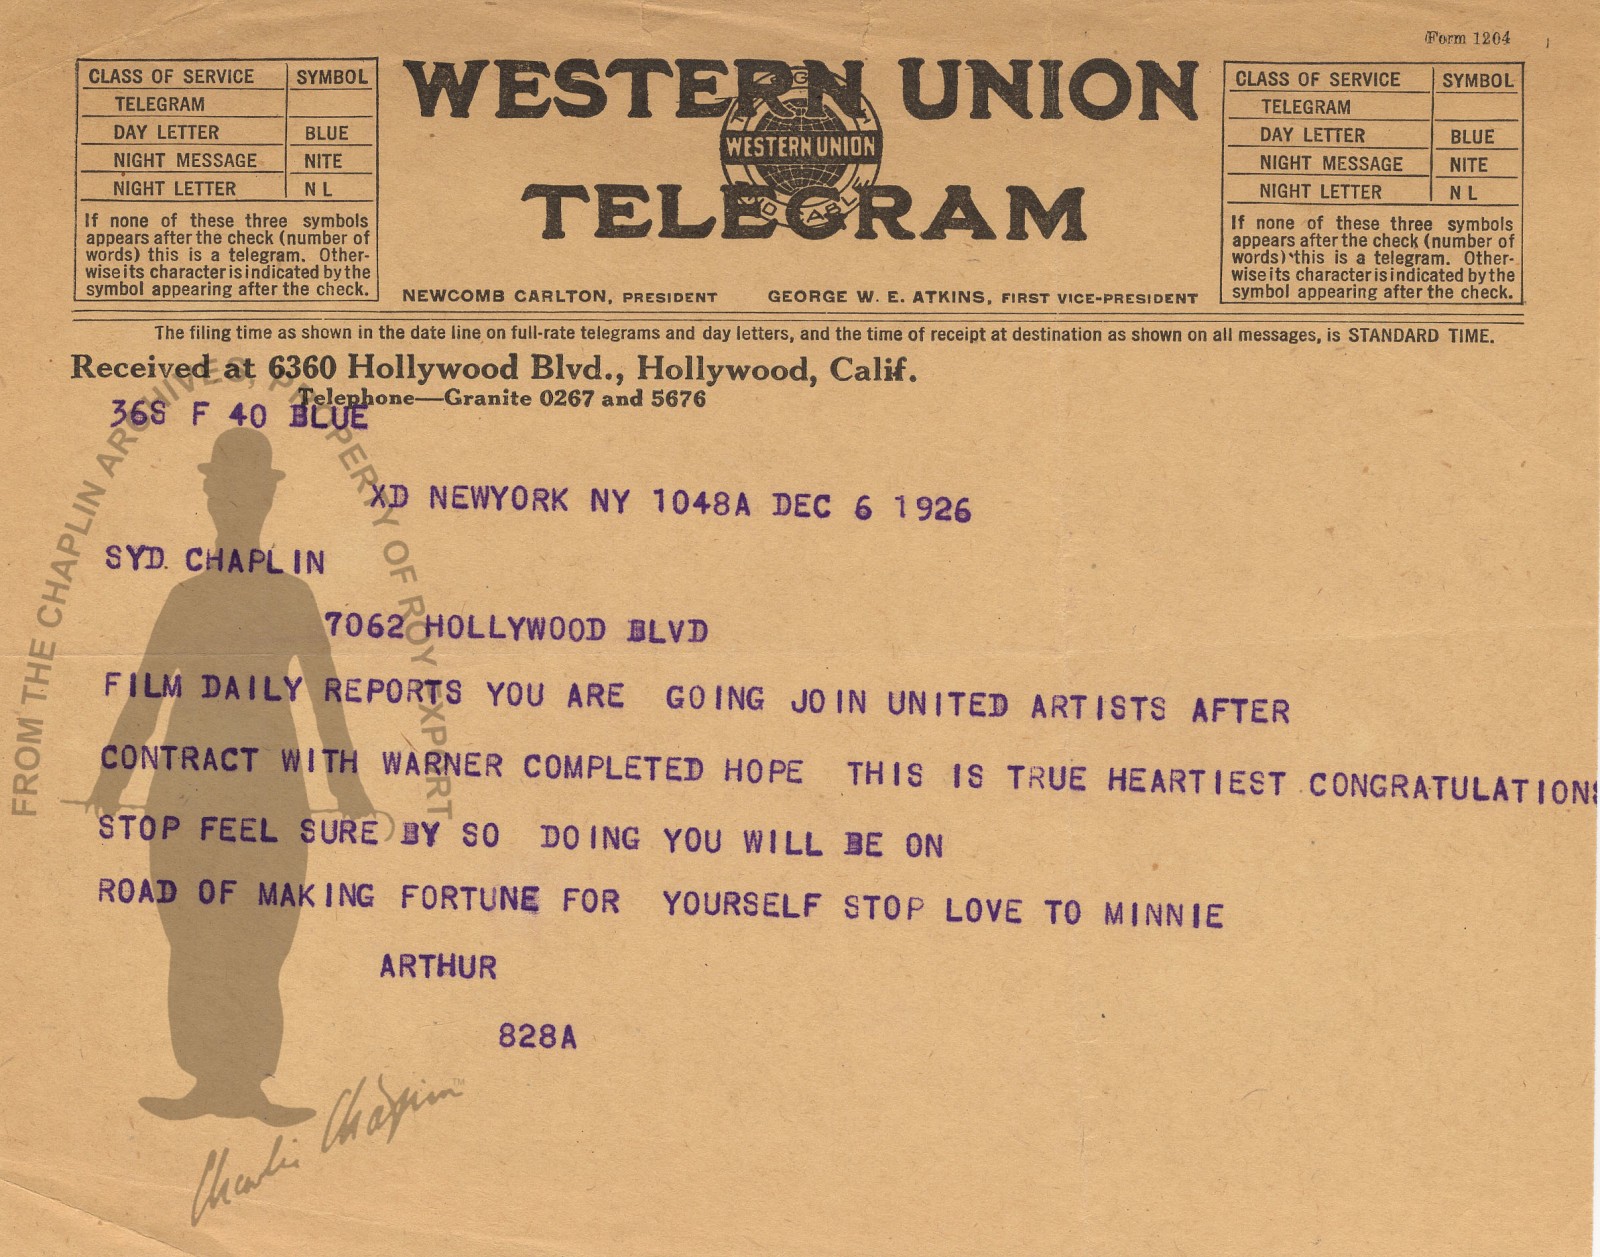 Form 1204
CLASS OF SERVICE SYMBOL
TELEGRAM
DAY LETTER BLUE
NIGHT MESSAGE NITE
NIGHT LETTER N L
If none of these three symbols
appears after the check (number of
words) this is a telegram. Other-
wise its character is indicated by the
symbol appearing after the check.
WESTERN UNION
WESTERN UNION
TELEGRAM
NEWCOMB CARLTON, PRESIDENT GEORGE W. E. ATKINS, FIRST VICE-PRESIDENT
CLASS OF SERVICE SYMBOL
TELEGRAM
DAY LETTER BLUE
NIGHT MESSAGE NITE
NIGHT LETTER N L
If none of these three symbols
appears after the check (number of
words) this is a telegram. Other-
wise its character is indicated by the
symbol appearing after the check.
The filing time as shown in the date line on full-rate telegrams and day letters, and the time of receipt at destination as shown on all messages, is STANDARD TIME.
Received at 6360 Hollywood Blvd., Hollywood, Calif.
Telephone—Granite 0267 and 5676
36S F 40 BLUE
XD NEWYORK NY 1048A DEC 6 1926
SYD. CHAPLIN
7062 HOLLYWOOD BLVD
FILM DAILY REPORTS YOU ARE GOING JOIN UNITED ARTISTS AFTER
CONTRACT WITH WARNER COMPLETED HOPE THIS IS TRUE HEARTIEST CONGRATULATIONS
STOP FEEL SURE BY SO DOING YOU WILL BE ON
ROAD OF MAKING FORTUNE FOR YOURSELF STOP LOVE TO MINNIE
ARTHUR
828A
FROM THE CHAPLIN ARCHIVES, PROPERTY OF ROY EXPORT
Charlie Chaplin™